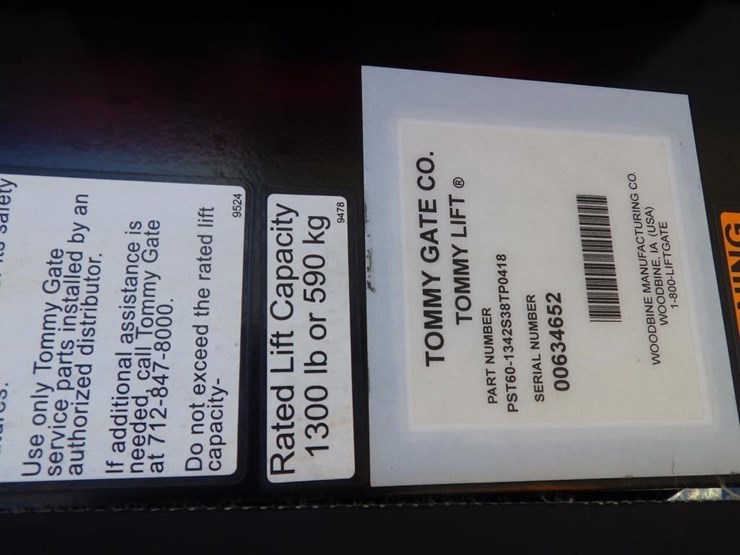 safety
Use only Tommy Gate
service parts installed by an
authorized distributor.
If additional assistance is
needed, call Tommy Gate
at 712-847-8000.
Do not exceed the rated lift
capacity-
9524
Rated Lift Capacity
1300 lb or 590 kg
9478
TOMMY GATE CO.
TOMMY LIFT ®
PART NUMBER
PST60-1342S38TP0418
SERIAL NUMBER
00634652
WOODBINE MANUFACTURING CO.
WOODBINE, IA (USA)
1-800-LIFTGATE